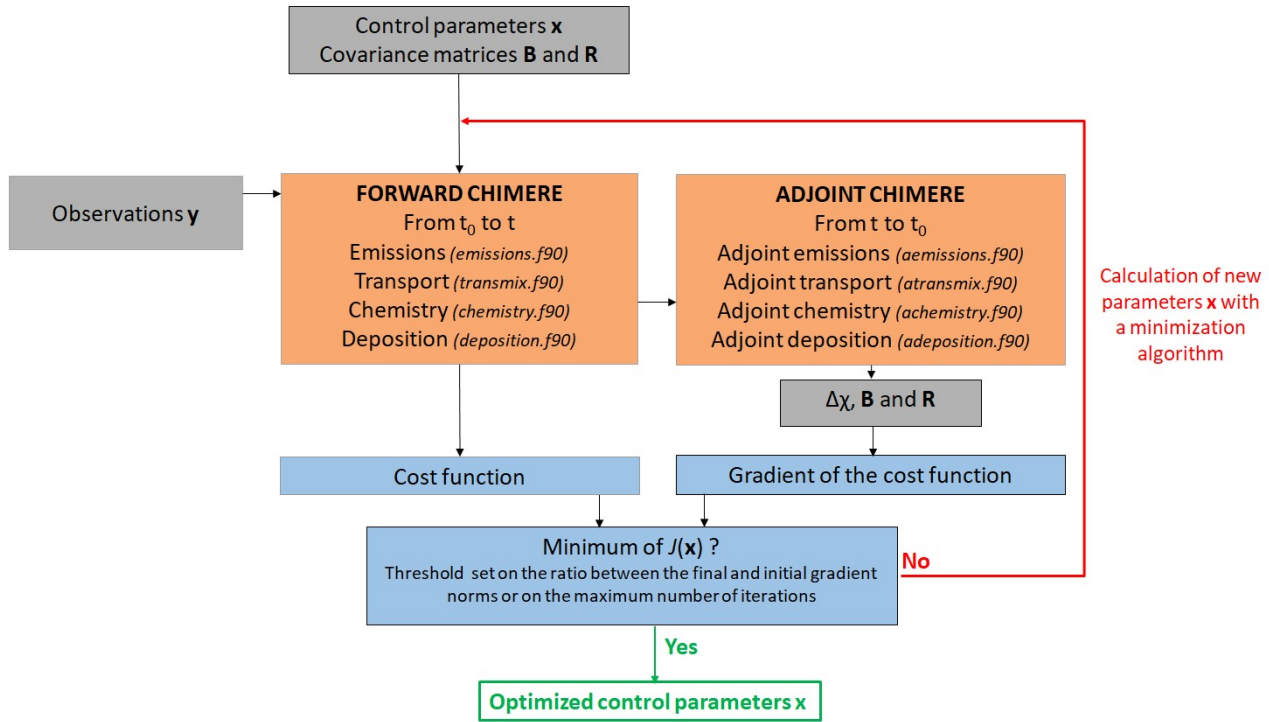 Control parameters x
Covariance matrices B and R
Observations y
FORWARD CHIMERE
From t₀ to t
Emissions (emissions.f90)
Transport (transmix.f90)
Chemistry (chemistry.f90)
Deposition (deposition.f90)
ADJOINT CHIMERE
From t to t₀
Adjoint emissions (aemissions.f90)
Adjoint transport (atransmix.f90)
Adjoint chemistry (achemistry.f90)
Adjoint deposition (adeposition.f90)
Calculation of new
parameters x with
a minimization
algorithm
Δχ, B and R
Cost function
Gradient of the cost function
Minimum of J(x) ?
Threshold set on the ratio between the final and initial gradient
norms or on the maximum number of iterations
No
Yes
Optimized control parameters x